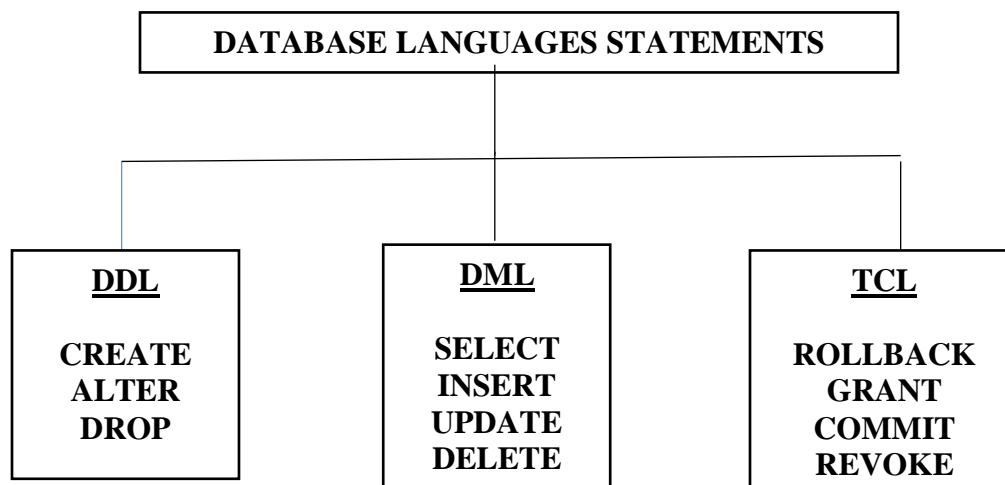 DATABASE LANGUAGES STATEMENTS
DDL
CREATE
ALTER
DROP
DML
SELECT
INSERT
UPDATE
DELETE
TCL
ROLLBACK
GRANT
COMMIT
REVOKE